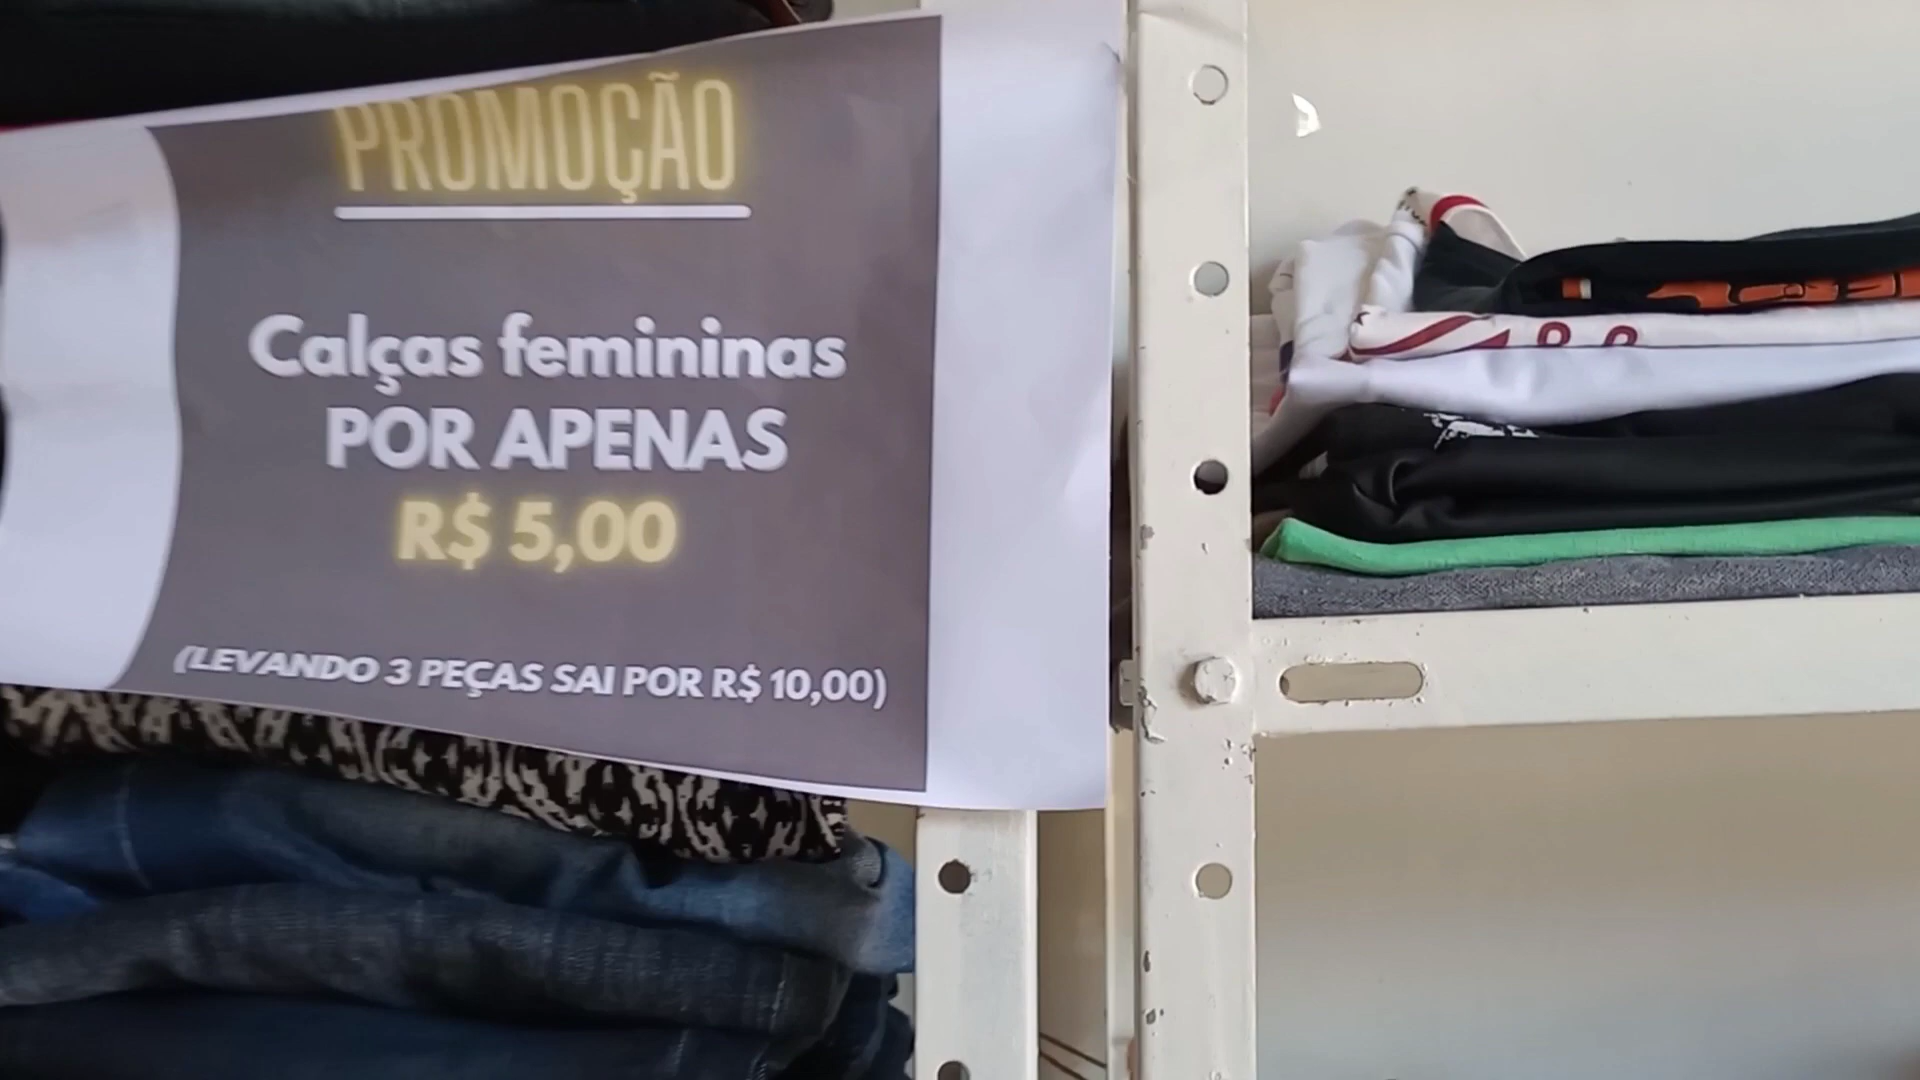 PROMOÇÃO
Calças femininas
POR APENAS
R$ 5,00
(LEVANDO 3 PEÇAS SAI POR R$ 10,00)